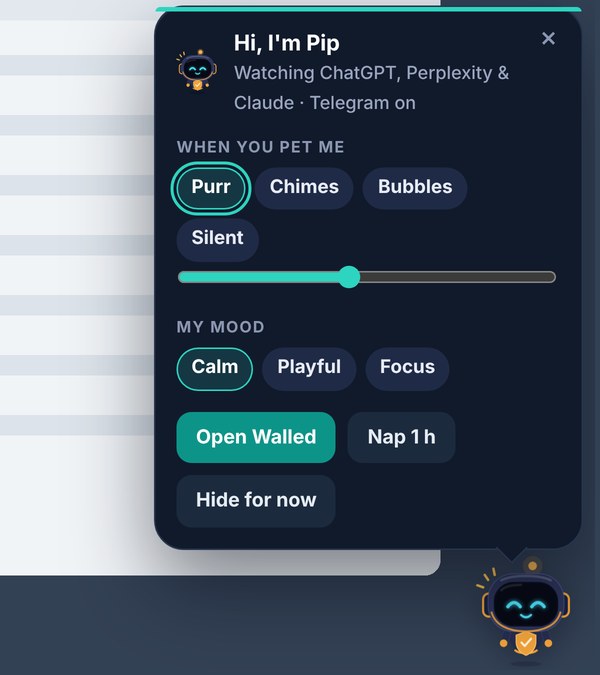 Hi, I'm Pip
✕
Watching ChatGPT, Perplexity &
Claude · Telegram on
WHEN YOU PET ME
Purr Chimes Bubbles
Silent
MY MOOD
Calm Playful Focus
Open Walled Nap 1 h
Hide for now